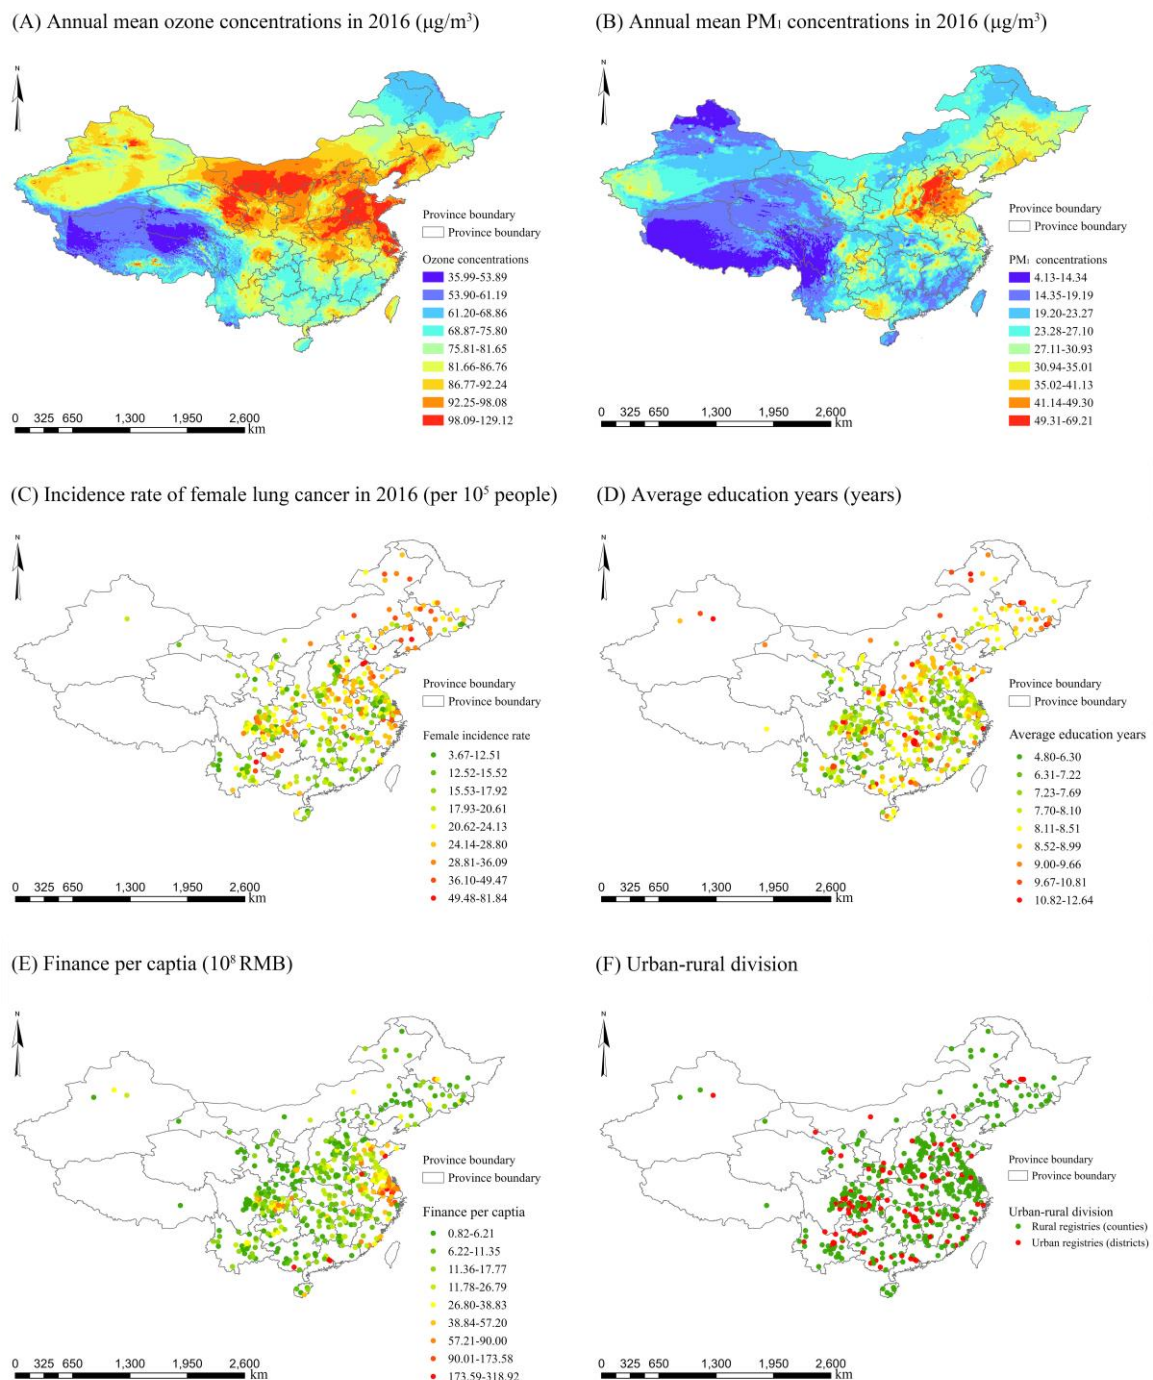 (A) Annual mean ozone concentrations in 2016 (μg/m³)
N
Province boundary
Province boundary
Ozone concentrations
35.99-53.89
53.90-61.19
61.20-68.86
68.87-75.80
75.81-81.65
81.66-86.76
86.77-92.24
92.25-98.08
98.09-129.12
0 325 650 1,300 1,950 2,600
km
(B) Annual mean PM₁ concentrations in 2016 (μg/m³)
N
Province boundary
Province boundary
PM₁ concentrations
4.13-14.34
14.35-19.19
19.20-23.27
23.28-27.10
27.11-30.93
30.94-35.01
35.02-41.13
41.14-49.30
49.31-69.21
0 325 650 1,300 1,950 2,600
km
(C) Incidence rate of female lung cancer in 2016 (per 10⁵ people)
N
Province boundary
Province boundary
Female incidence rate
3.67-12.51
12.52-15.52
15.53-17.92
17.93-20.61
20.62-24.13
24.14-28.80
28.81-36.09
36.10-49.47
49.48-81.84
0 325 650 1,300 1,950 2,600
km
(D) Average education years (years)
N
Province boundary
Province boundary
Average education years
4.80-6.30
6.31-7.22
7.23-7.69
7.70-8.10
8.11-8.51
8.52-8.99
9.00-9.66
9.67-10.81
10.82-12.64
0 325 650 1,300 1,950 2,600
km
(E) Finance per captia (10⁸ RMB)
N
Province boundary
Province boundary
Finance per captia
0.82-6.21
6.22-11.35
11.36-17.77
11.78-26.79
26.80-38.83
38.84-57.20
57.21-90.00
90.01-173.58
173.59-318.92
0 325 650 1,300 1,950 2,600
km
(F) Urban-rural division
N
Province boundary
Province boundary
Urban-rural division
Rural registries (counties)
Urban registries (districts)
0 325 650 1,300 1,950 2,600
km